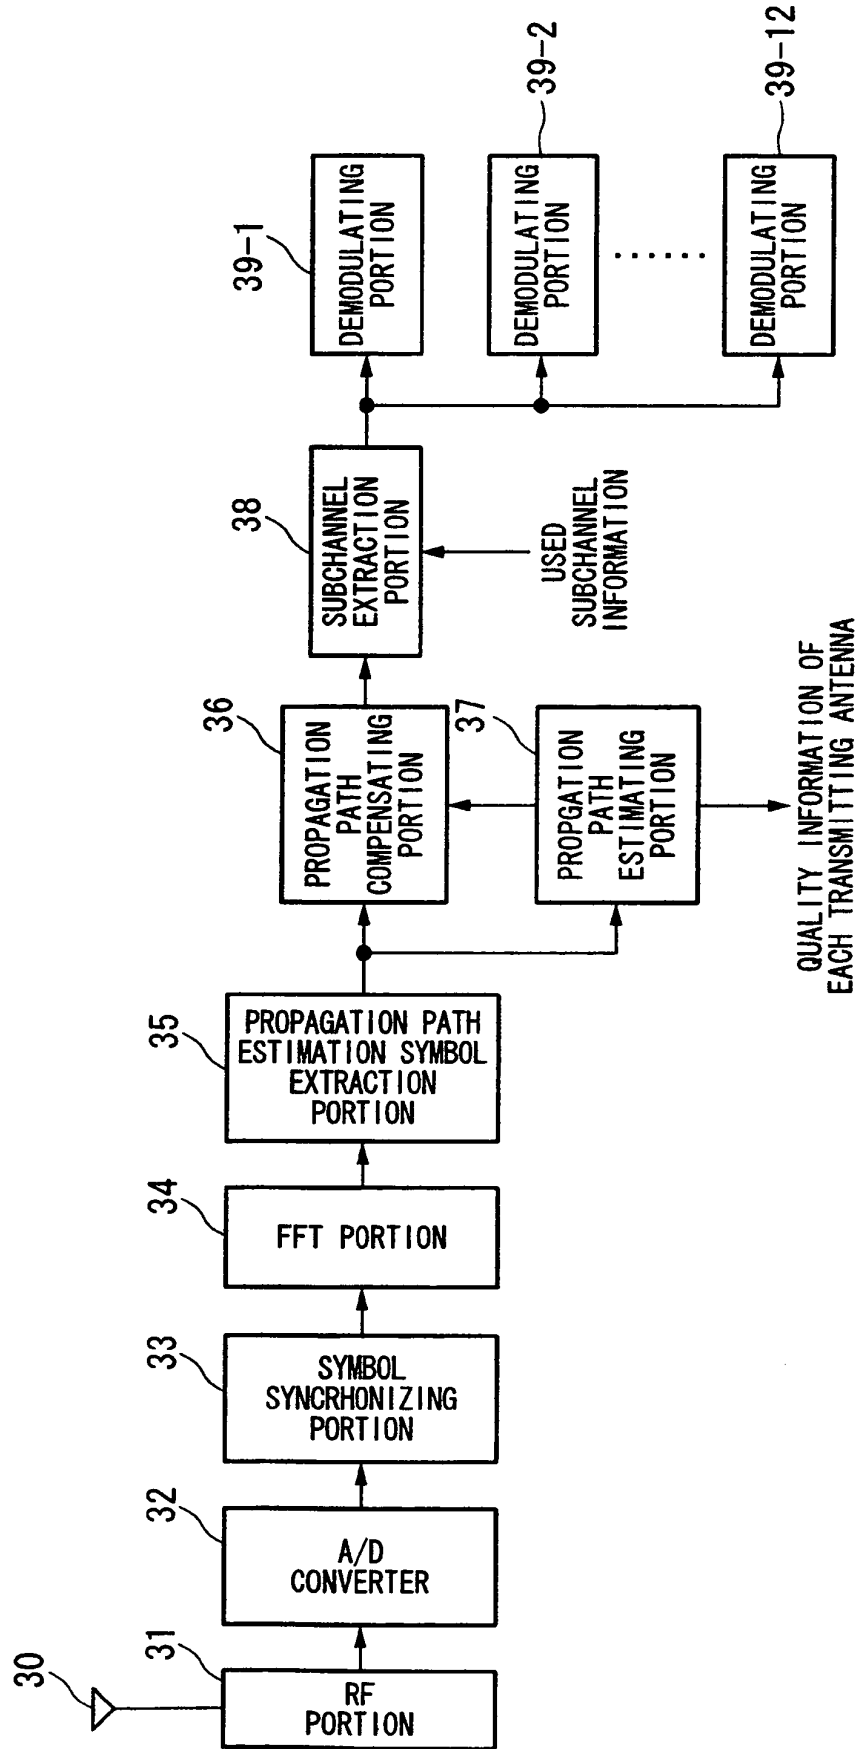 30
31
RF
PORTION
32
A/D
CONVERTER
33
SYMBOL
SYNCRHONIZING
PORTION
34
FFT PORTION
35
PROPAGATION PATH
ESTIMATION SYMBOL
EXTRACTION
PORTION
36
PROPAGATION
PATH
COMPENSATING
PORTION
37
PROPGATION
PATH
ESTIMATING
PORTION
QUALITY INFORMATION OF
EACH TRANSMITTING ANTENNA
38
SUBCHANNEL
EXTRACTION
PORTION
USED
SUBCHANNEL
INFORMATION
39-1
DEMODULATING
PORTION
39-2
DEMODULATING
PORTION
39-12
DEMODULATING
PORTION